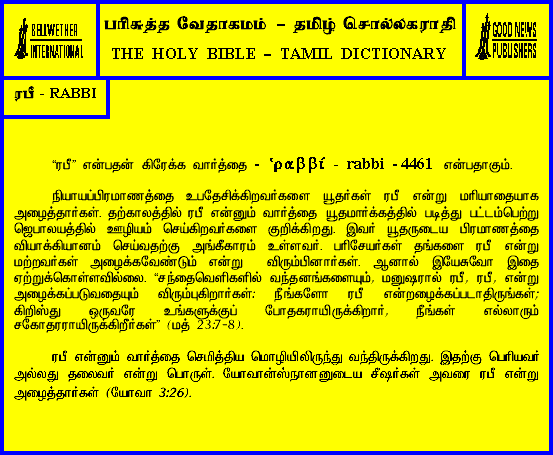 BELLWETHER
INTERNATIONAL
பரிசுத்த வேதாகமம் – தமிழ் சொல்லகராதி
THE HOLY BIBLE – TAMIL DICTIONARY
GOOD NEWS
PUBLISHERS
ரபீ - RABBI
“ரபீ” என்பதன் கிரேக்க வார்த்தை - ῥαββί - rabbi - 4461 என்பதாகும்.
நியாயப்பிரமாணத்தை உபதேசிக்கிறவர்களை யூதர்கள் ரபீ என்று மரியாதையாக
அழைத்தார்கள். தற்காலத்தில் ரபீ என்னும் வார்த்தை யூதமார்க்கத்தில் படித்து பட்டம்பெற்று
ஜெபாலயத்தில் ஊழியம் செய்கிறவர்களை குறிக்கிறது. இவர் யூதருடைய பிரமாணத்தை
வியாக்கியானம் செய்வதற்கு அங்கீகாரம் உள்ளவர். பரிசேயர்கள் தங்களை ரபீ என்று
மற்றவர்கள் அழைக்கவேண்டும் என்று விரும்பினார்கள். ஆனால் இயேசுவோ இதை
ஏற்றுக்கொள்ளவில்லை. “சந்தைவெளிகளில் வந்தனங்களையும், மனுஷரால் ரபீ, ரபீ, என்று
அழைக்கப்படுவதையும் விரும்புகிறார்கள்: நீங்களோ ரபீ என்றழைக்கப்படாதிருங்கள்;
கிறிஸ்து ஒருவரே உங்களுக்குப் போதகராயிருக்கிறார், நீங்கள் எல்லாரும்
சகோதரராயிருக்கிறீர்கள்” (மத் 23:7-8).
ரபீ என்னும் வார்த்தை செமித்திய மொழியிலிருந்து வந்திருக்கிறது. இதற்கு பெரியவர்
அல்லது தலைவர் என்று பொருள். யோவான்ஸ்நானனுடைய சீஷர்கள் அவரை ரபீ என்று
அழைத்தார்கள் (யோவா 3:26).